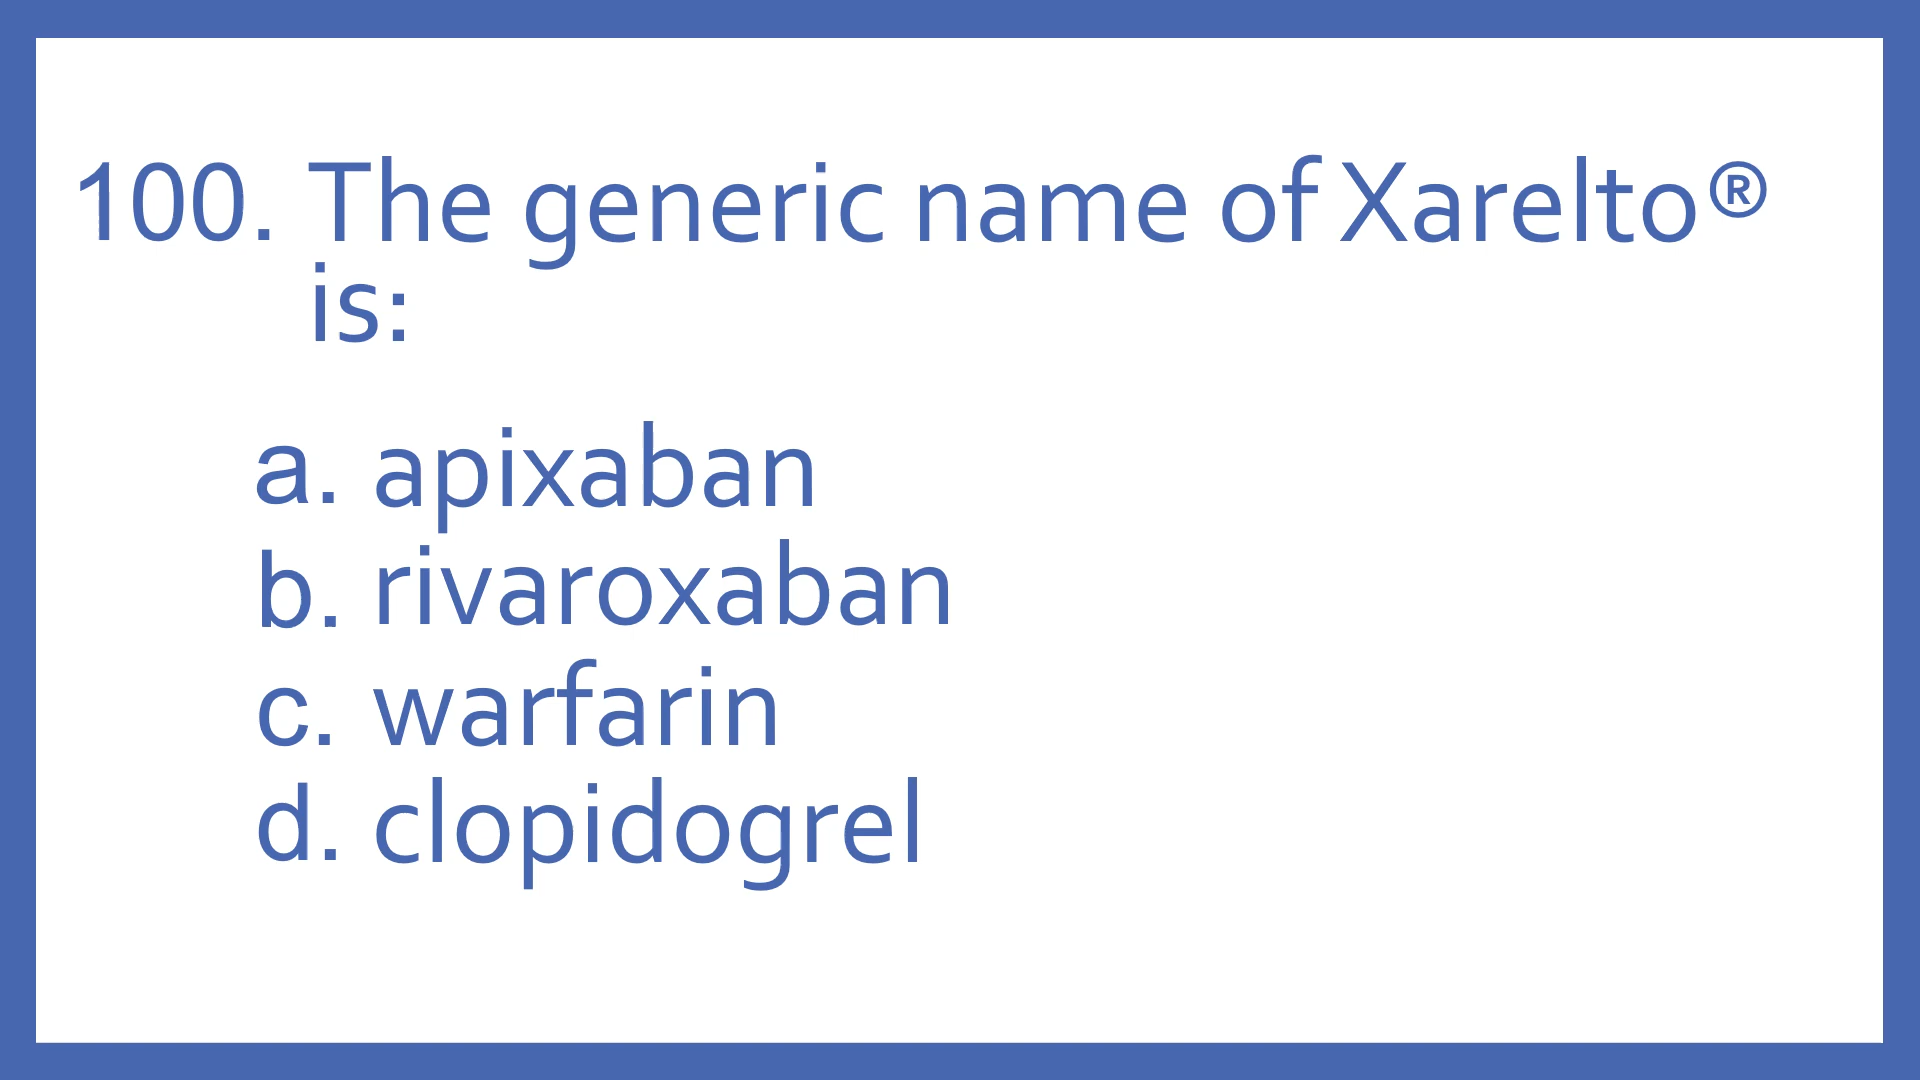 100. The generic name of Xarelto®
is:
a. apixaban
b. rivaroxaban
c. warfarin
d. clopidogrel